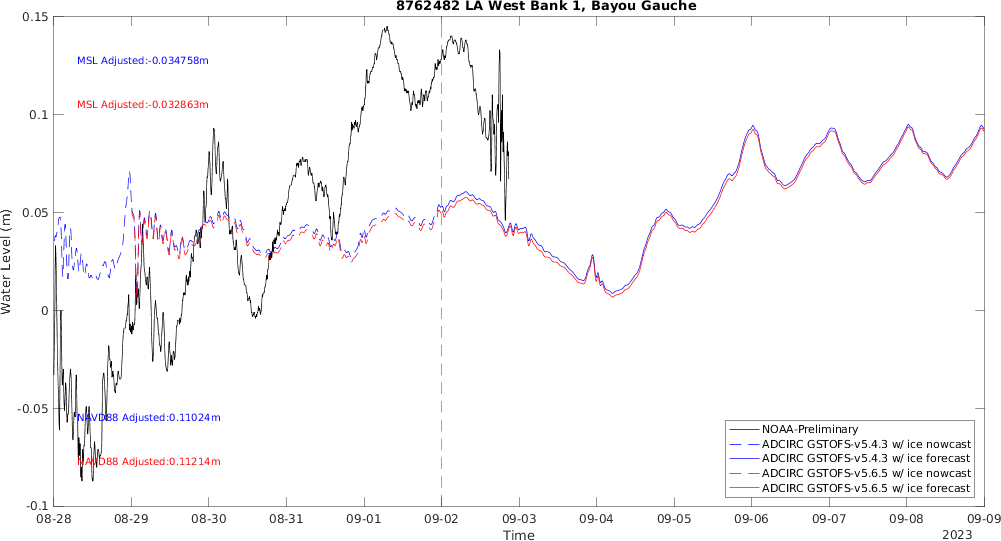 8762482 LA West Bank 1, Bayou Gauche
0.15
MSL Adjusted:-0.034758m
MSL Adjusted:-0.032863m
0.1
0.05
Water Level (m)
0
-0.05
NAVD88 Adjusted:0.11024m
NAVD88 Adjusted:0.11214m
-0.1
NOAA-Preliminary
ADCIRC GSTOFS-v5.4.3 w/ ice nowcast
ADCIRC GSTOFS-v5.4.3 w/ ice forecast
ADCIRC GSTOFS-v5.6.5 w/ ice nowcast
ADCIRC GSTOFS-v5.6.5 w/ ice forecast
08-28 08-29 08-30 08-31 09-01 09-02 09-03 09-04 09-05 09-06 09-07 09-08 09-09
Time
2023